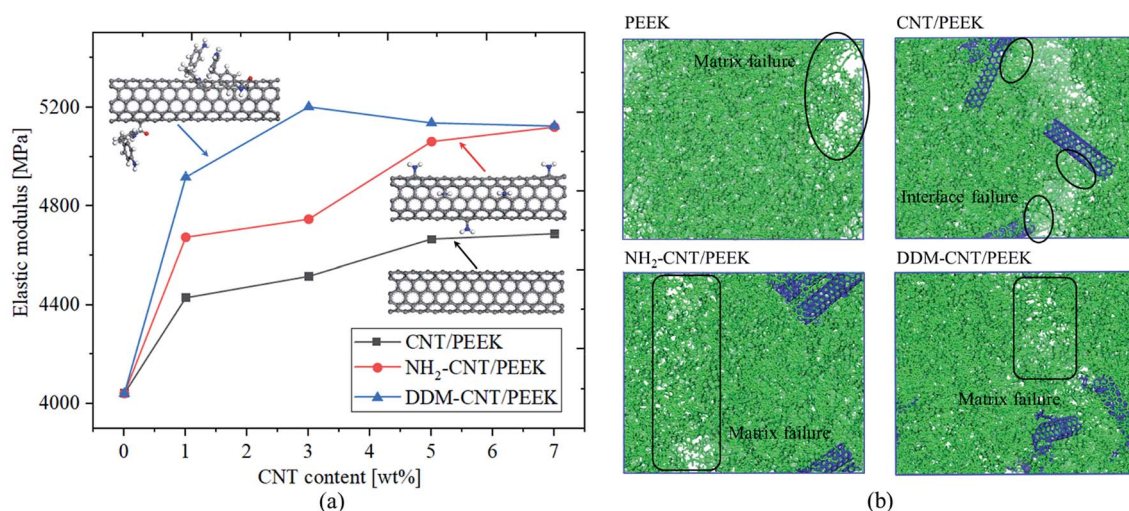 Elastic modulus [MPa]
5200
4800
4400
4000
0
1
2
3
4
5
6
7
CNT content [wt%]
CNT/PEEK
NH₂-CNT/PEEK
DDM-CNT/PEEK
(a)
PEEK
Matrix failure
CNT/PEEK
Interface failure
NH₂-CNT/PEEK
Matrix failure
DDM-CNT/PEEK
Matrix failure
(b)